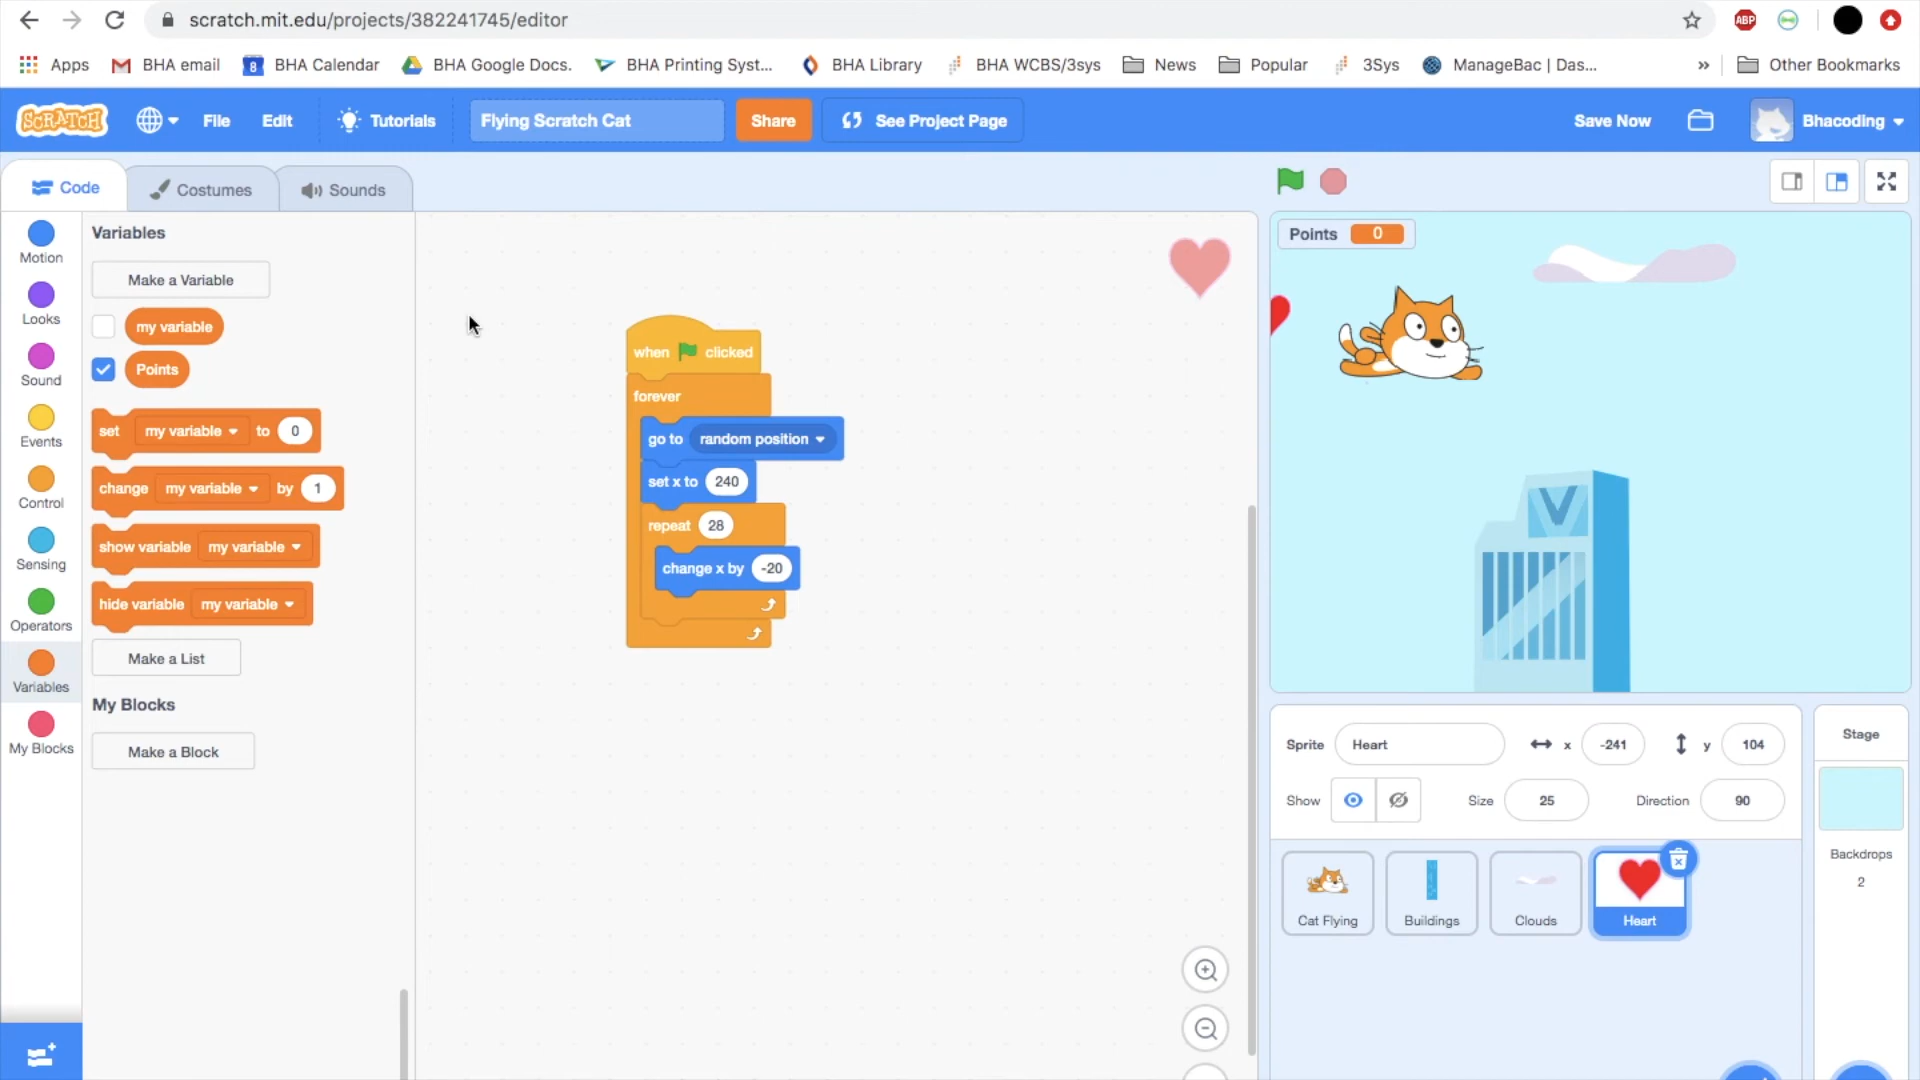 scratch.mit.edu/projects/382241745/editor
ABP
Apps
BHA email
8
BHA Calendar
BHA Google Docs.
BHA Printing Syst...
BHA Library
BHA WCBS/3sys
News
Popular
3Sys
ManageBac | Das...
»
Other Bookmarks
SCRATCH
File
Edit
Tutorials
Flying Scratch Cat
Share
See Project Page
Save Now
Bhacoding
Code
Costumes
Sounds
Motion
Looks
Sound
Events
Control
Sensing
Operators
Variables
My Blocks
Variables
Make a Variable
my variable
Points
set my variable to 0
change my variable by 1
show variable my variable
hide variable my variable
Make a List
My Blocks
Make a Block
when clicked
forever
go to random position
set x to 240
repeat 28
change x by -20
Points 0
Sprite Heart x -241 y 104
Show Size 25 Direction 90
Cat Flying
Buildings
Clouds
Heart
Stage
Backdrops
2